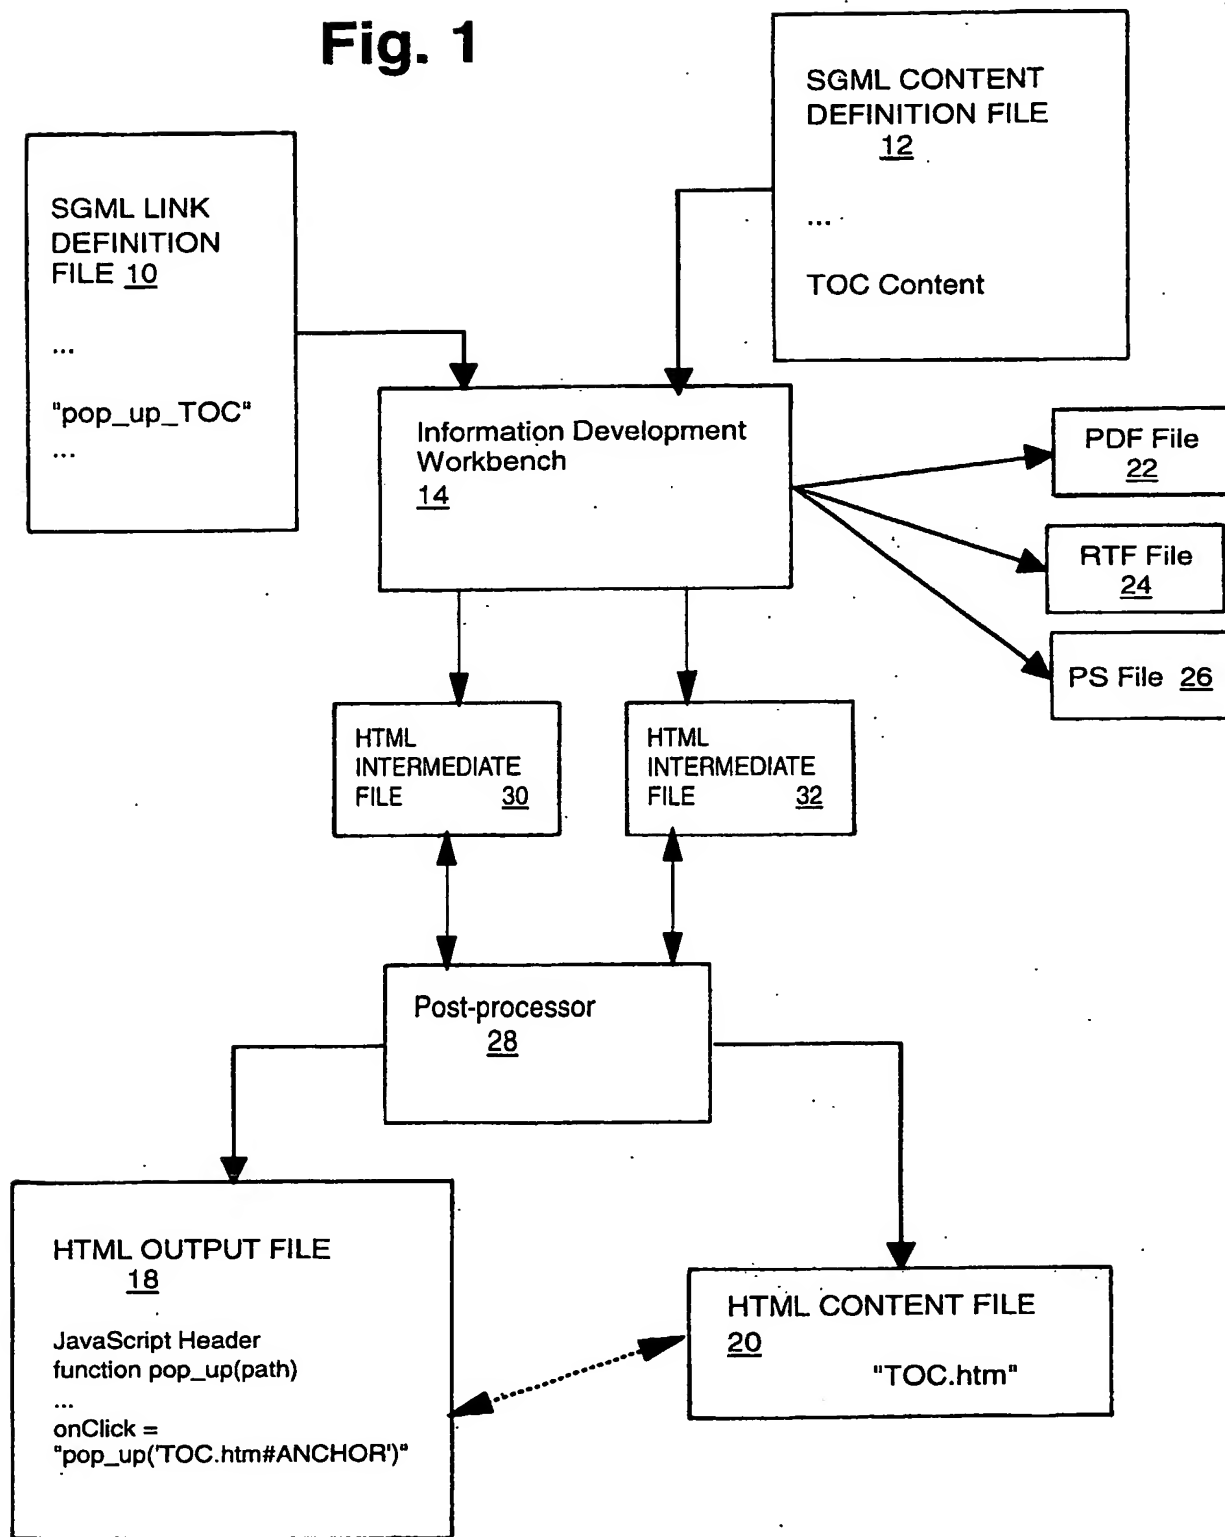 Fig. 1
SGML CONTENT
DEFINITION FILE
12
...
TOC Content
SGML LINK
DEFINITION
FILE 10
...
"pop_up_TOC"
...
Information Development
Workbench
14
PDF File
22
RTF File
24
PS File 26
HTML
INTERMEDIATE
FILE 30
HTML
INTERMEDIATE
FILE 32
Post-processor
28
HTML OUTPUT FILE
18
JavaScript Header
function pop_up(path)
...
onClick =
"pop_up('TOC.htm#ANCHOR')"
HTML CONTENT FILE
20
"TOC.htm"